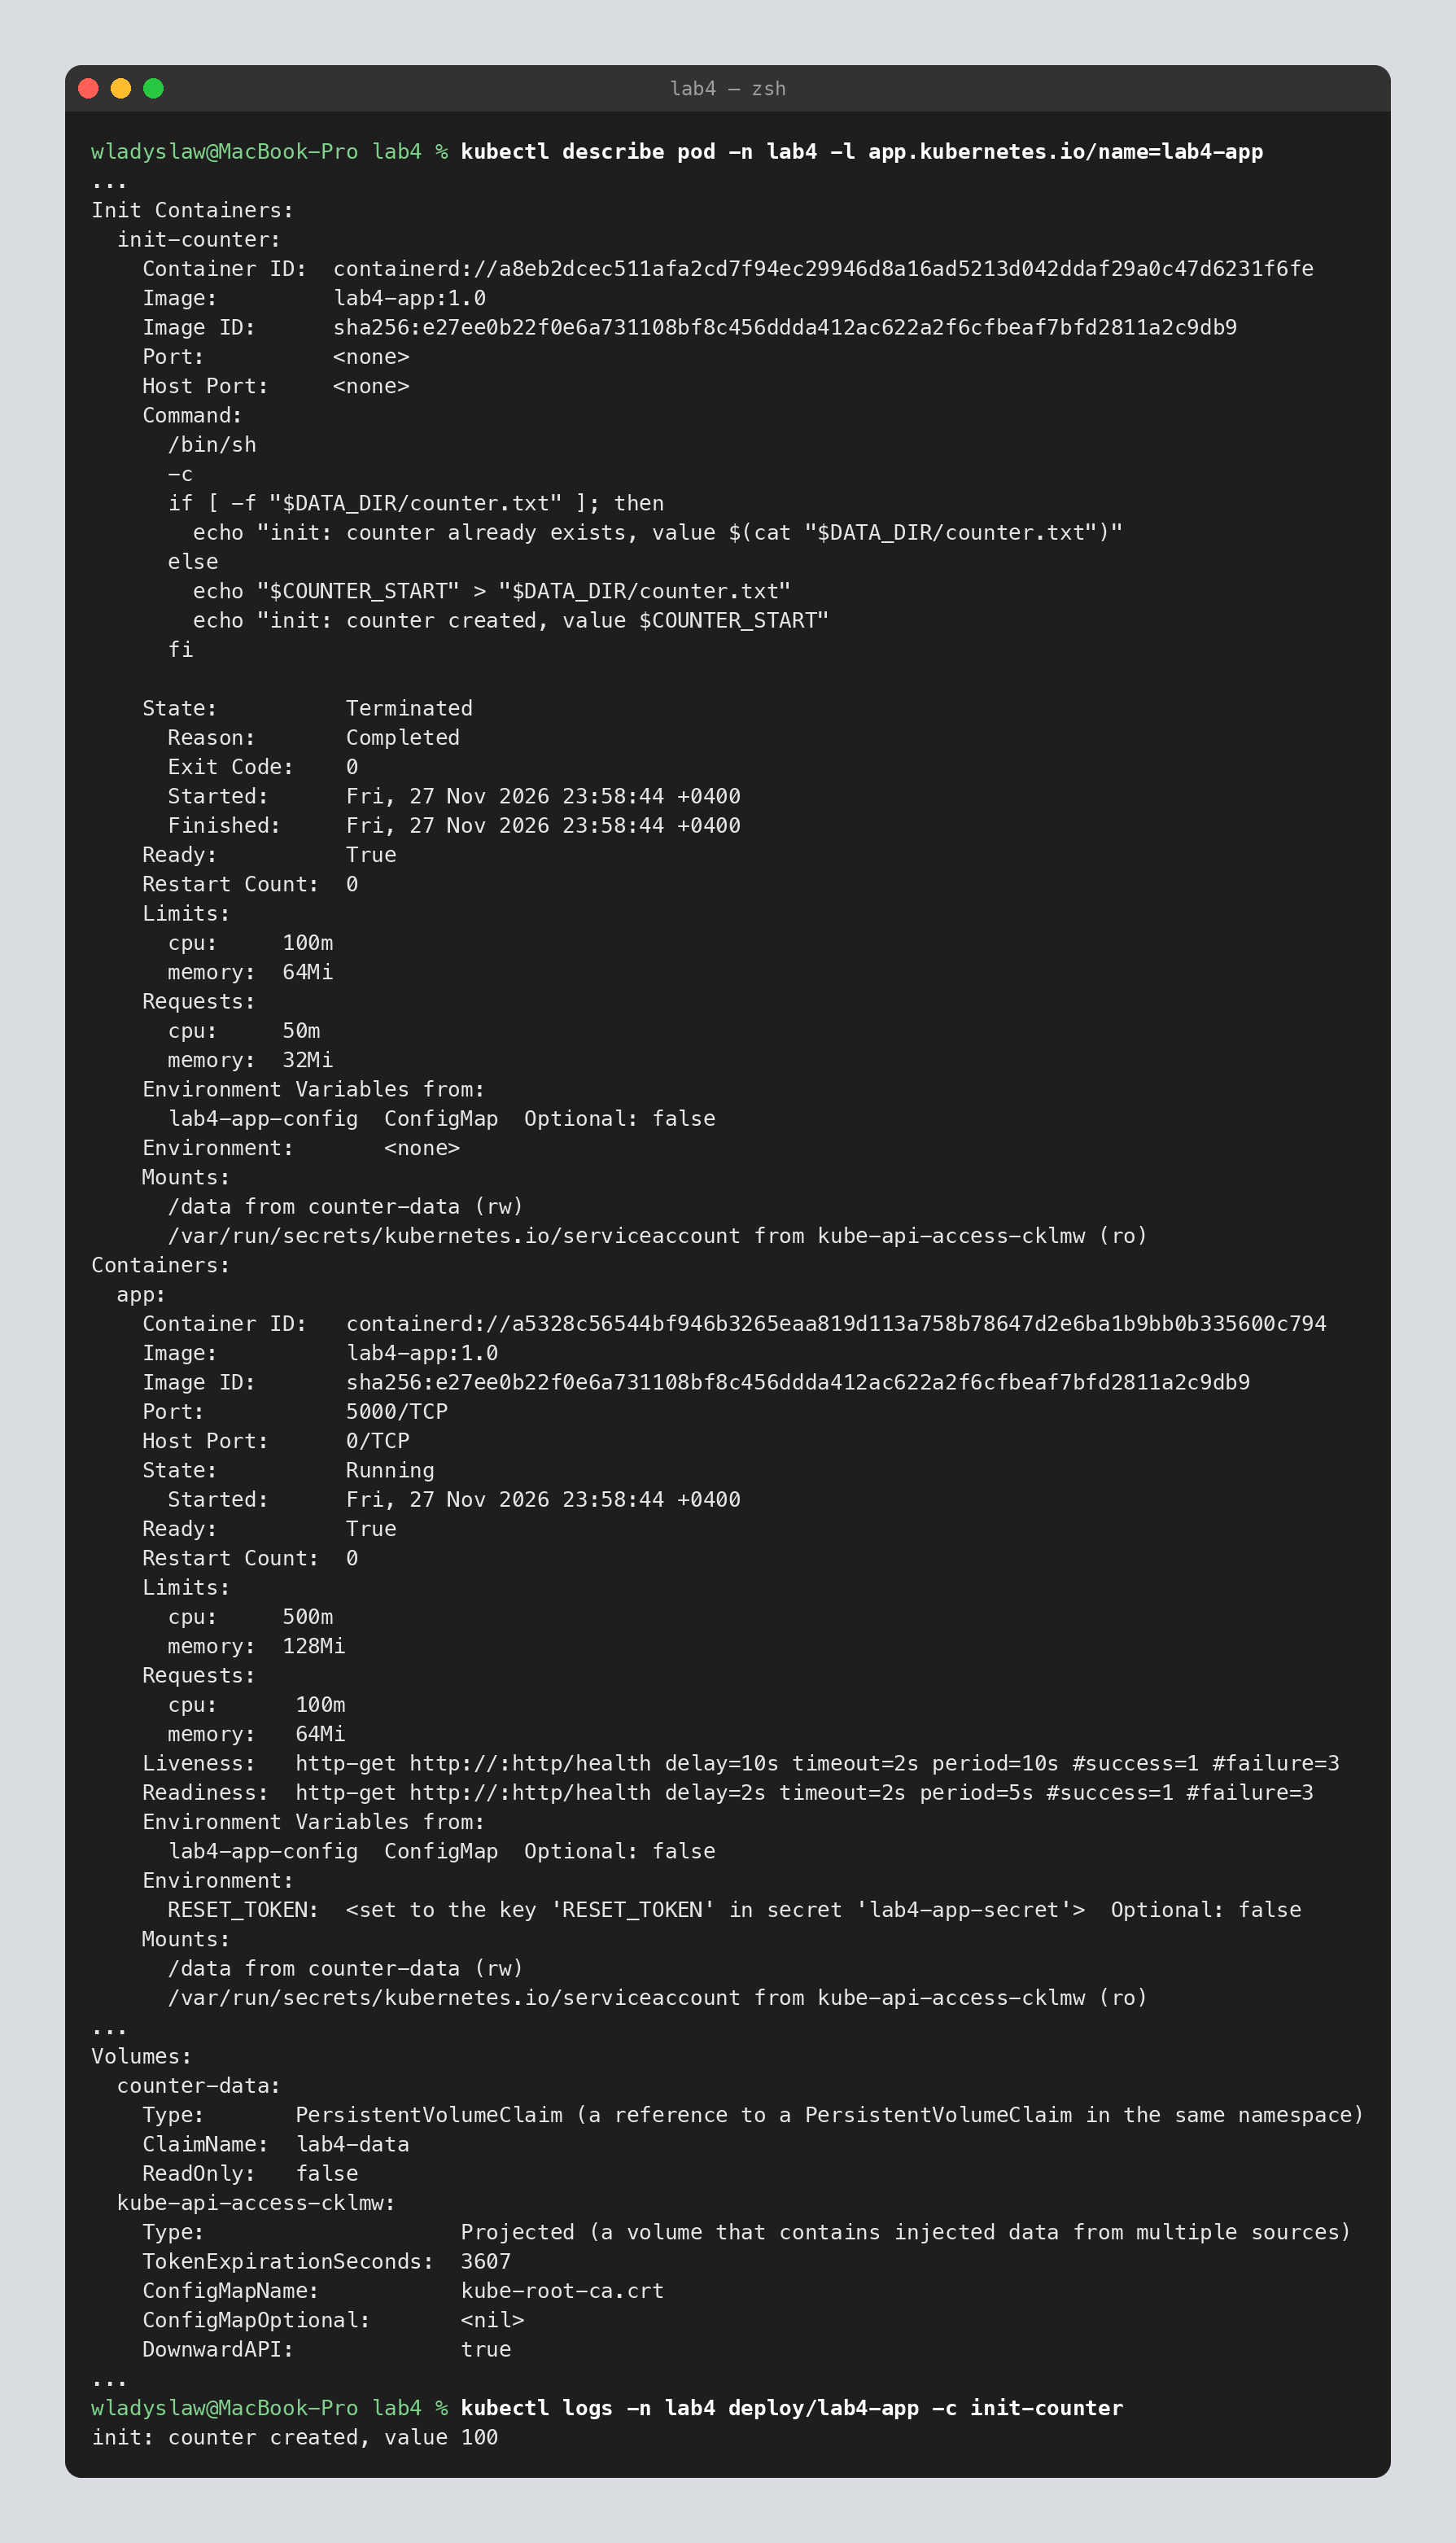 lab4 — zsh
wladyslaw@MacBook-Pro lab4 % kubectl describe pod -n lab4 -l app.kubernetes.io/name=lab4-app
...
Init Containers:
  init-counter:
    Container ID:  containerd://a8eb2dcec511afa2cd7f94ec29946d8a16ad5213d042ddaf29a0c47d6231f6fe
    Image:         lab4-app:1.0
    Image ID:      sha256:e27ee0b22f0e6a731108bf8c456ddda412ac622a2f6cfbeaf7bfd2811a2c9db9
    Port:          <none>
    Host Port:     <none>
    Command:
      /bin/sh
      -c
      if [ -f "$DATA_DIR/counter.txt" ]; then
        echo "init: counter already exists, value $(cat "$DATA_DIR/counter.txt")"
      else
        echo "$COUNTER_START" > "$DATA_DIR/counter.txt"
        echo "init: counter created, value $COUNTER_START"
      fi

    State:          Terminated
      Reason:       Completed
      Exit Code:    0
      Started:      Fri, 27 Nov 2026 23:58:44 +0400
      Finished:     Fri, 27 Nov 2026 23:58:44 +0400
    Ready:          True
    Restart Count:  0
    Limits:
      cpu:     100m
      memory:  64Mi
    Requests:
      cpu:     50m
      memory:  32Mi
    Environment Variables from:
      lab4-app-config  ConfigMap  Optional: false
    Environment:       <none>
    Mounts:
      /data from counter-data (rw)
      /var/run/secrets/kubernetes.io/serviceaccount from kube-api-access-cklmw (ro)
Containers:
  app:
    Container ID:   containerd://a5328c56544bf946b3265eaa819d113a758b78647d2e6ba1b9bb0b335600c794
    Image:          lab4-app:1.0
    Image ID:       sha256:e27ee0b22f0e6a731108bf8c456ddda412ac622a2f6cfbeaf7bfd2811a2c9db9
    Port:           5000/TCP
    Host Port:      0/TCP
    State:          Running
      Started:      Fri, 27 Nov 2026 23:58:44 +0400
    Ready:          True
    Restart Count:  0
    Limits:
      cpu:     500m
      memory:  128Mi
    Requests:
      cpu:      100m
      memory:   64Mi
    Liveness:   http-get http://:http/health delay=10s timeout=2s period=10s #success=1 #failure=3
    Readiness:  http-get http://:http/health delay=2s timeout=2s period=5s #success=1 #failure=3
    Environment Variables from:
      lab4-app-config  ConfigMap  Optional: false
    Environment:
      RESET_TOKEN:  <set to the key 'RESET_TOKEN' in secret 'lab4-app-secret'>  Optional: false
    Mounts:
      /data from counter-data (rw)
      /var/run/secrets/kubernetes.io/serviceaccount from kube-api-access-cklmw (ro)
...
Volumes:
  counter-data:
    Type:       PersistentVolumeClaim (a reference to a PersistentVolumeClaim in the same namespace)
    ClaimName:  lab4-data
    ReadOnly:   false
  kube-api-access-cklmw:
    Type:                    Projected (a volume that contains injected data from multiple sources)
    TokenExpirationSeconds:  3607
    ConfigMapName:           kube-root-ca.crt
    ConfigMapOptional:       <nil>
    DownwardAPI:             true
...
wladyslaw@MacBook-Pro lab4 % kubectl logs -n lab4 deploy/lab4-app -c init-counter
init: counter created, value 100